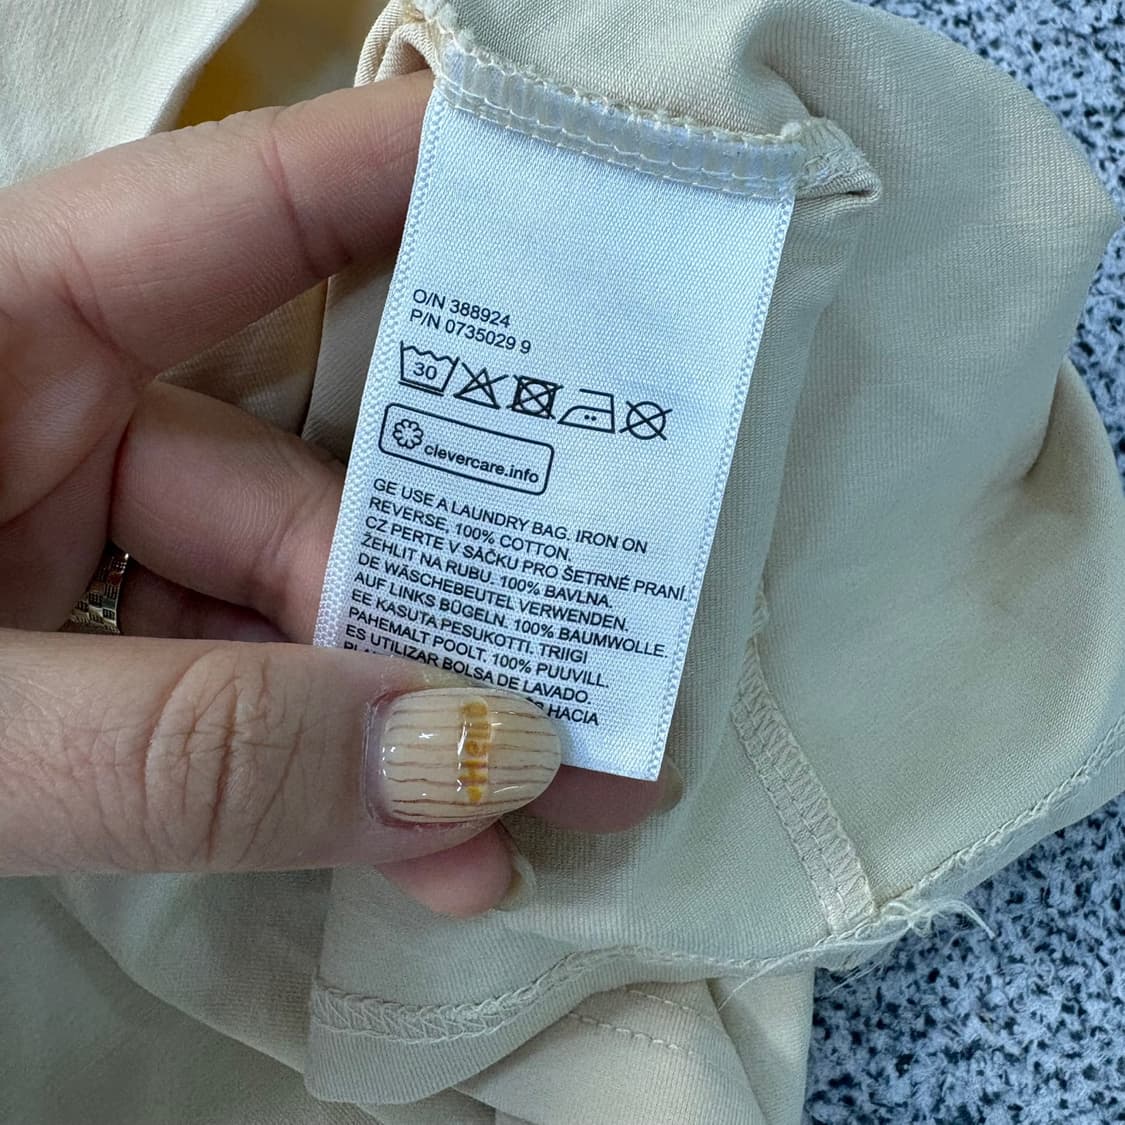 O/N 388924
P/N 0735029 9
30
clevercare.info
GE USE A LAUNDRY BAG. IRON ON
REVERSE, 100% COTTON.
CZ PERTE V SÁČKU PRO ŠETRNÉ PRANÍ.
ŽEHLIT NA RUBU. 100% BAVLNA.
DE WÄSCHEBEUTEL VERWENDEN.
AUF LINKS BÜGELN. 100% BAUMWOLLE.
EE KASUTA PESUKOTTI. TRIIGI
PAHEMALT POOLT. 100% PUUVILL.
ES UTILIZAR BOLSA DE LAVADO.
HACIA
Hello